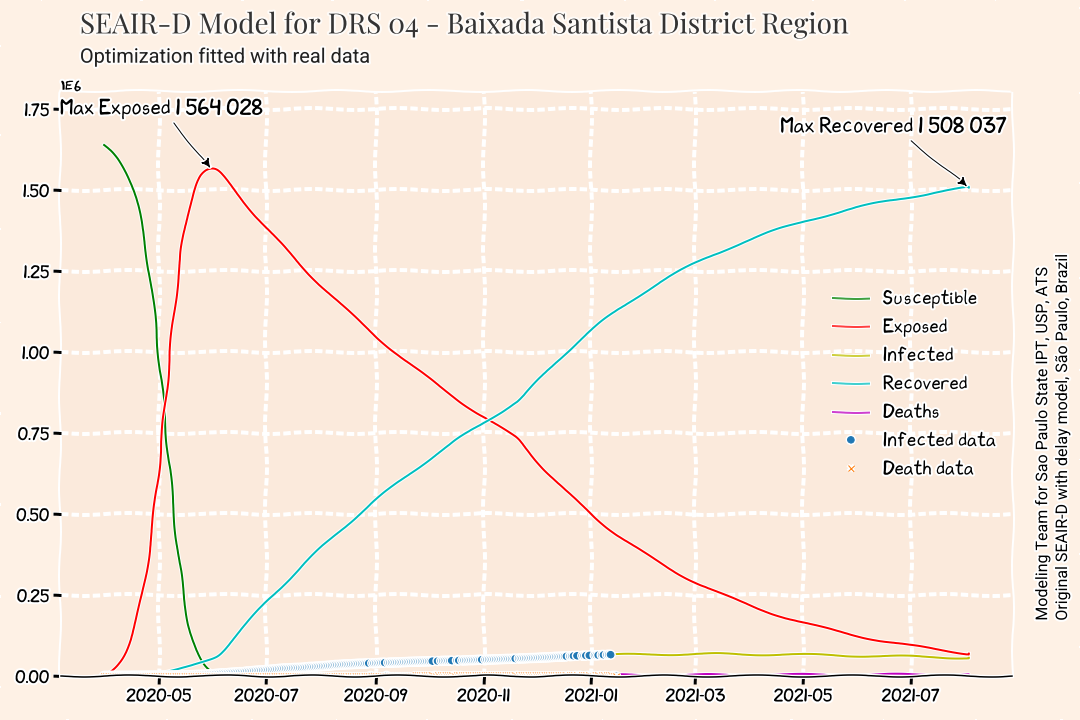 SEAIR-D Model for DRS 04 - Baixada Santista District Region
Optimization fitted with real data
1E6
Max Exposed 1 564 028
Max Recovered 1 508 037
1.75
1.50
1.25
1.00
0.75
0.50
0.25
0.00
Susceptible
Exposed
Infected
Recovered
Deaths
Infected data
Death data
2020-05
2020-07
2020-09
2020-11
2021-01
2021-03
2021-05
2021-07
Modeling Team for Sao Paulo State IPT, USP, ATS
Original SEAIR-D with delay model, São Paulo, Brazil